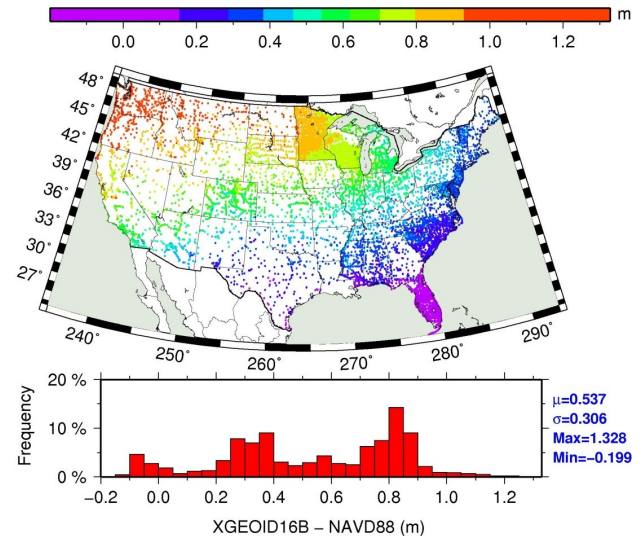 m
0.0 0.2 0.4 0.6 0.8 1.0 1.2
48°
45°
42°
39°
36°
33°
30°
27°
240° 250° 260° 270° 280° 290°
20 %
10 %
0 %
Frequency
−0.2 0.0 0.2 0.4 0.6 0.8 1.0 1.2
XGEOID16B − NAVD88 (m)
μ=0.537
σ=0.306
Max=1.328
Min=−0.199